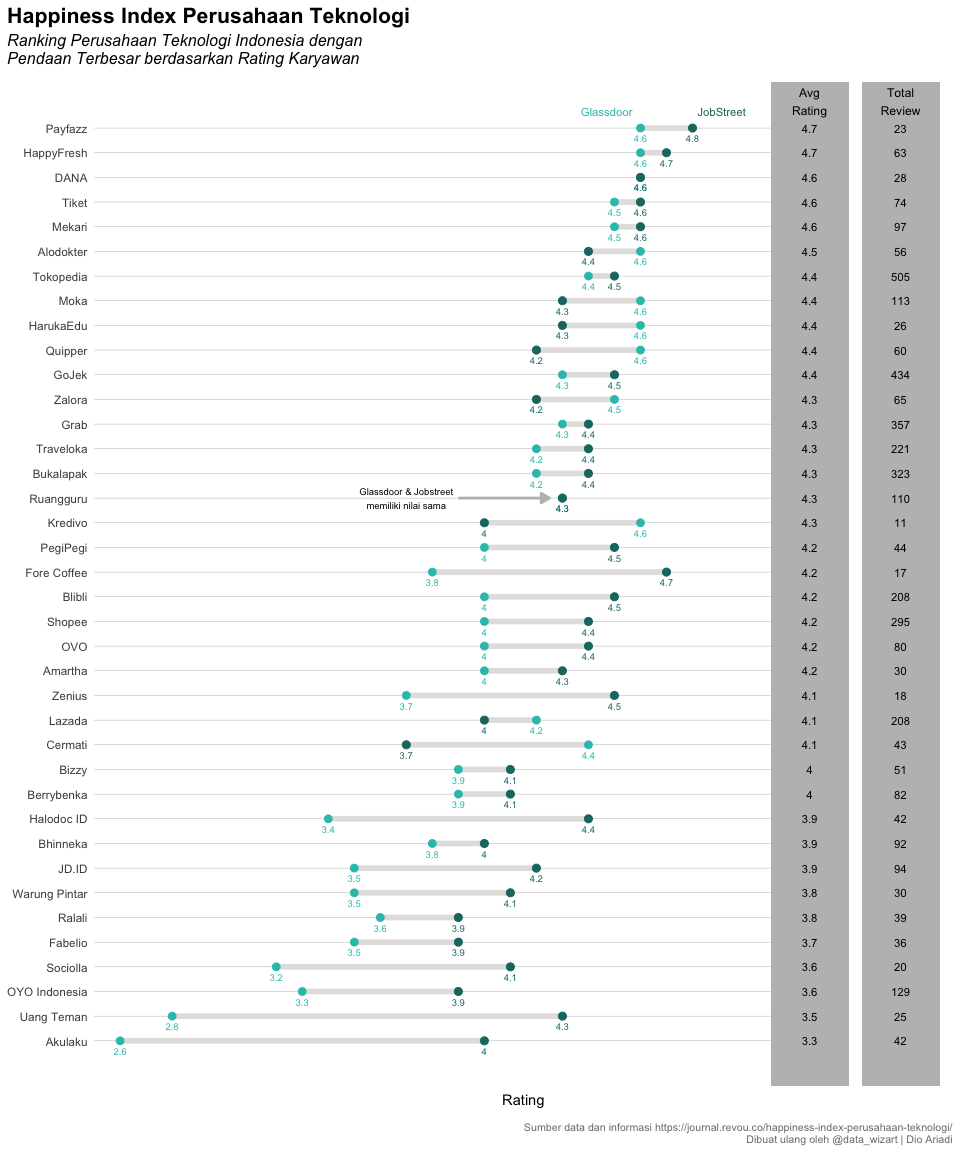 Happiness Index Perusahaan Teknologi
Ranking Perusahaan Teknologi Indonesia dengan
Pendaan Terbesar berdasarkan Rating Karyawan
Avg Total
Glassdoor JobStreet Rating Review
Payfazz 4.6 4.8 4.7 23
HappyFresh 4.6 4.7 4.7 63
DANA 4.6 4.6 28
Tiket 4.5 4.6 4.6 74
Mekari 4.5 4.6 4.6 97
Alodokter 4.4 4.6 4.5 56
Tokopedia 4.4 4.5 4.4 505
Moka 4.3 4.6 4.4 113
HarukaEdu 4.3 4.6 4.4 26
Quipper 4.2 4.6 4.4 60
GoJek 4.3 4.5 4.4 434
Zalora 4.2 4.5 4.3 65
Grab 4.3 4.4 4.3 357
Traveloka 4.2 4.4 4.3 221
Bukalapak 4.2 4.4 4.3 323
Glassdoor & Jobstreet
memiliki nilai sama
Ruangguru 4.3 4.3 110
Kredivo 4 4.6 4.3 11
PegiPegi 4 4.5 4.2 44
Fore Coffee 3.8 4.7 4.2 17
Blibli 4 4.5 4.2 208
Shopee 4 4.4 4.2 295
OVO 4 4.4 4.2 80
Amartha 4 4.3 4.2 30
Zenius 3.7 4.5 4.1 18
Lazada 4 4.2 4.1 208
Cermati 3.7 4.4 4.1 43
Bizzy 3.9 4.1 4 51
Berrybenka 3.9 4.1 4 82
Halodoc ID 3.4 4.4 3.9 42
Bhinneka 3.8 4 3.9 92
JD.ID 3.5 4.2 3.9 94
Warung Pintar 3.5 4.1 3.8 30
Ralali 3.6 3.9 3.8 39
Fabelio 3.5 3.9 3.7 36
Sociolla 3.2 4.1 3.6 20
OYO Indonesia 3.3 3.9 3.6 129
Uang Teman 2.8 4.3 3.5 25
Akulaku 2.6 4 3.3 42
Rating
Sumber data dan informasi https://journal.revou.co/happiness-index-perusahaan-teknologi/
Dibuat ulang oleh @data_wizart | Dio Ariadi